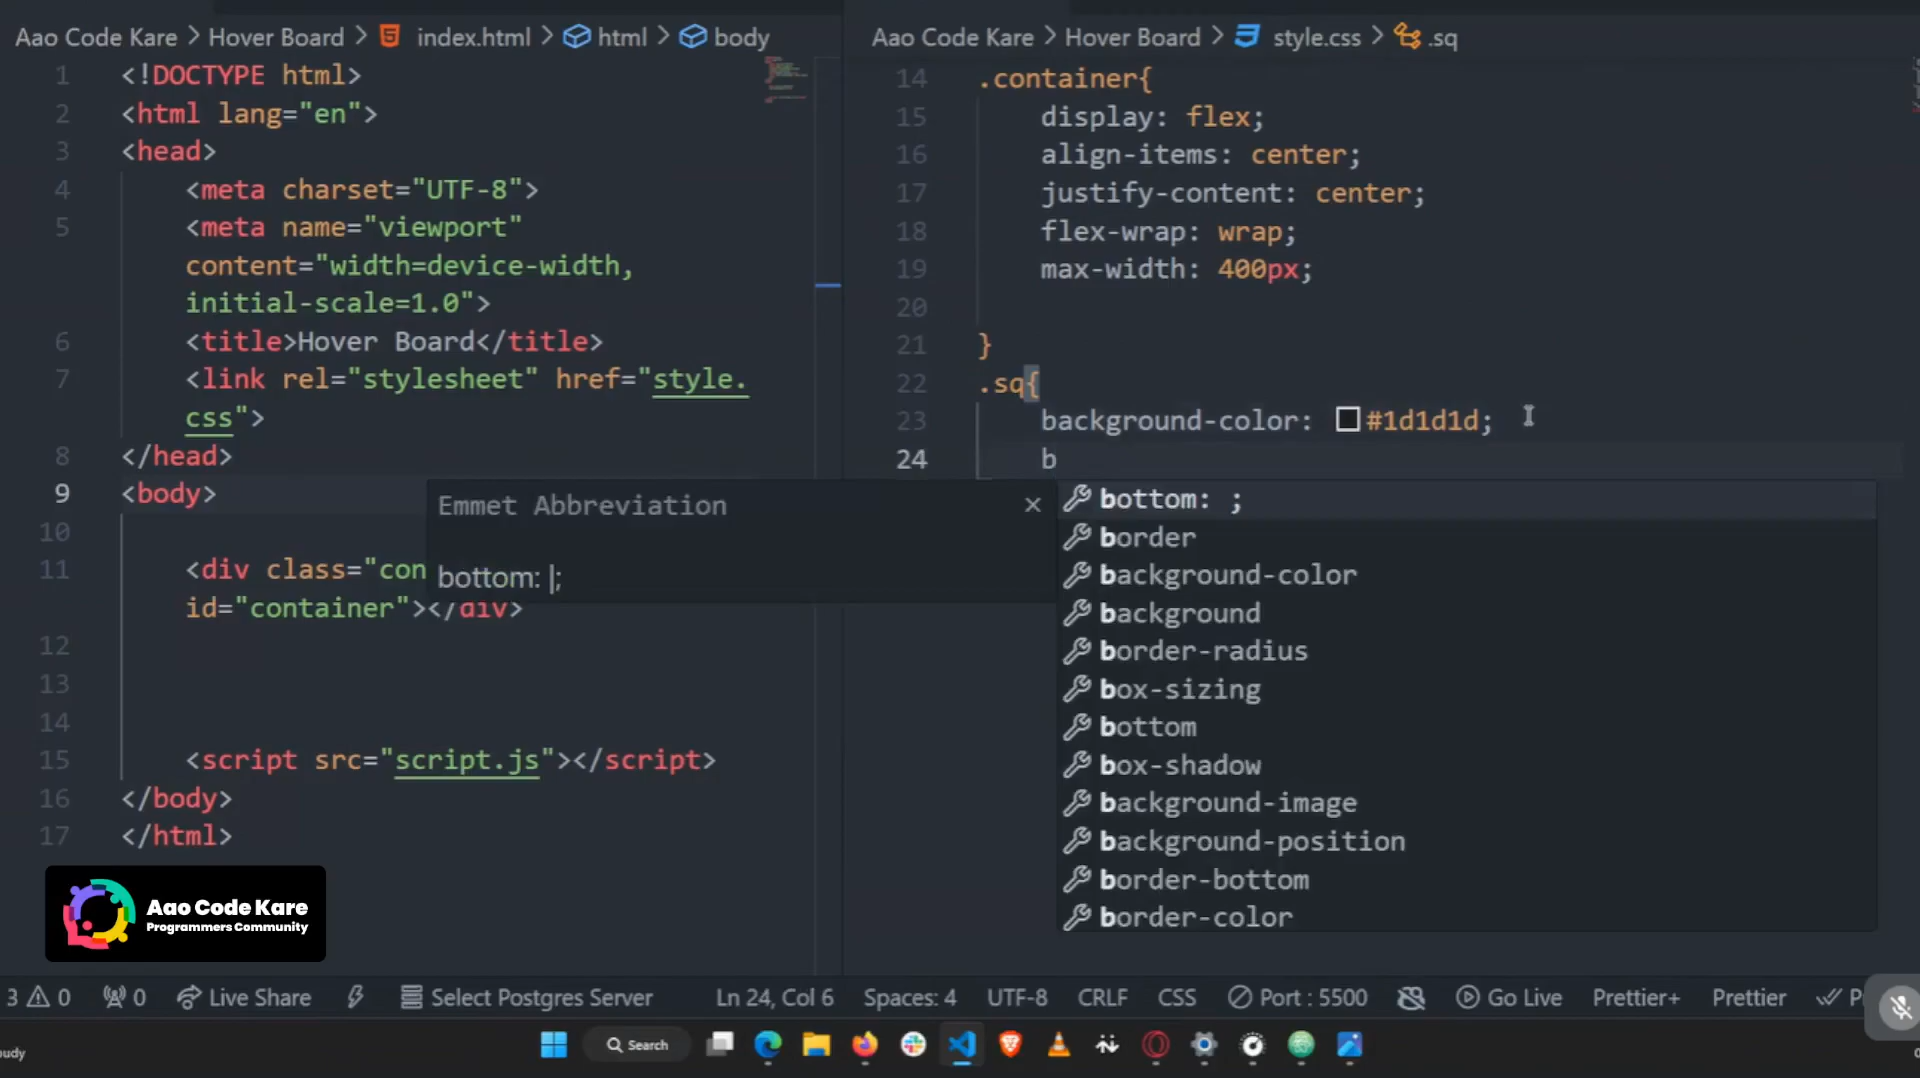 Aao Code Kare > Hover Board > index.html > html > body
1 <!DOCTYPE html>
2 <html lang="en">
3 <head>
4 <meta charset="UTF-8">
5 <meta name="viewport"
content="width=device-width,
initial-scale=1.0">
6 <title>Hover Board</title>
7 <link rel="stylesheet" href="style.
css">
8 </head>
9 <body>
10
11 <div class="con
id="container"></div>
12
13
14
15 <script src="script.js"></script>
16 </body>
17 </html>
Aao Code Kare > Hover Board > style.css > .sq
14 .container{
15 display: flex;
16 align-items: center;
17 justify-content: center;
18 flex-wrap: wrap;
19 max-width: 400px;
20
21 }
22 .sq{
23 background-color: #1d1d1d;
24 b
Emmet Abbreviation
bottom: |;
bottom: ;
border
background-color
background
border-radius
box-sizing
bottom
box-shadow
background-image
background-position
border-bottom
border-color
Aao Code Kare
Programmers Community
3 0 0 Live Share Select Postgres Server Ln 24, Col 6 Spaces: 4 UTF-8 CRLF CSS Port : 5500 Go Live Prettier+ Prettier
Search